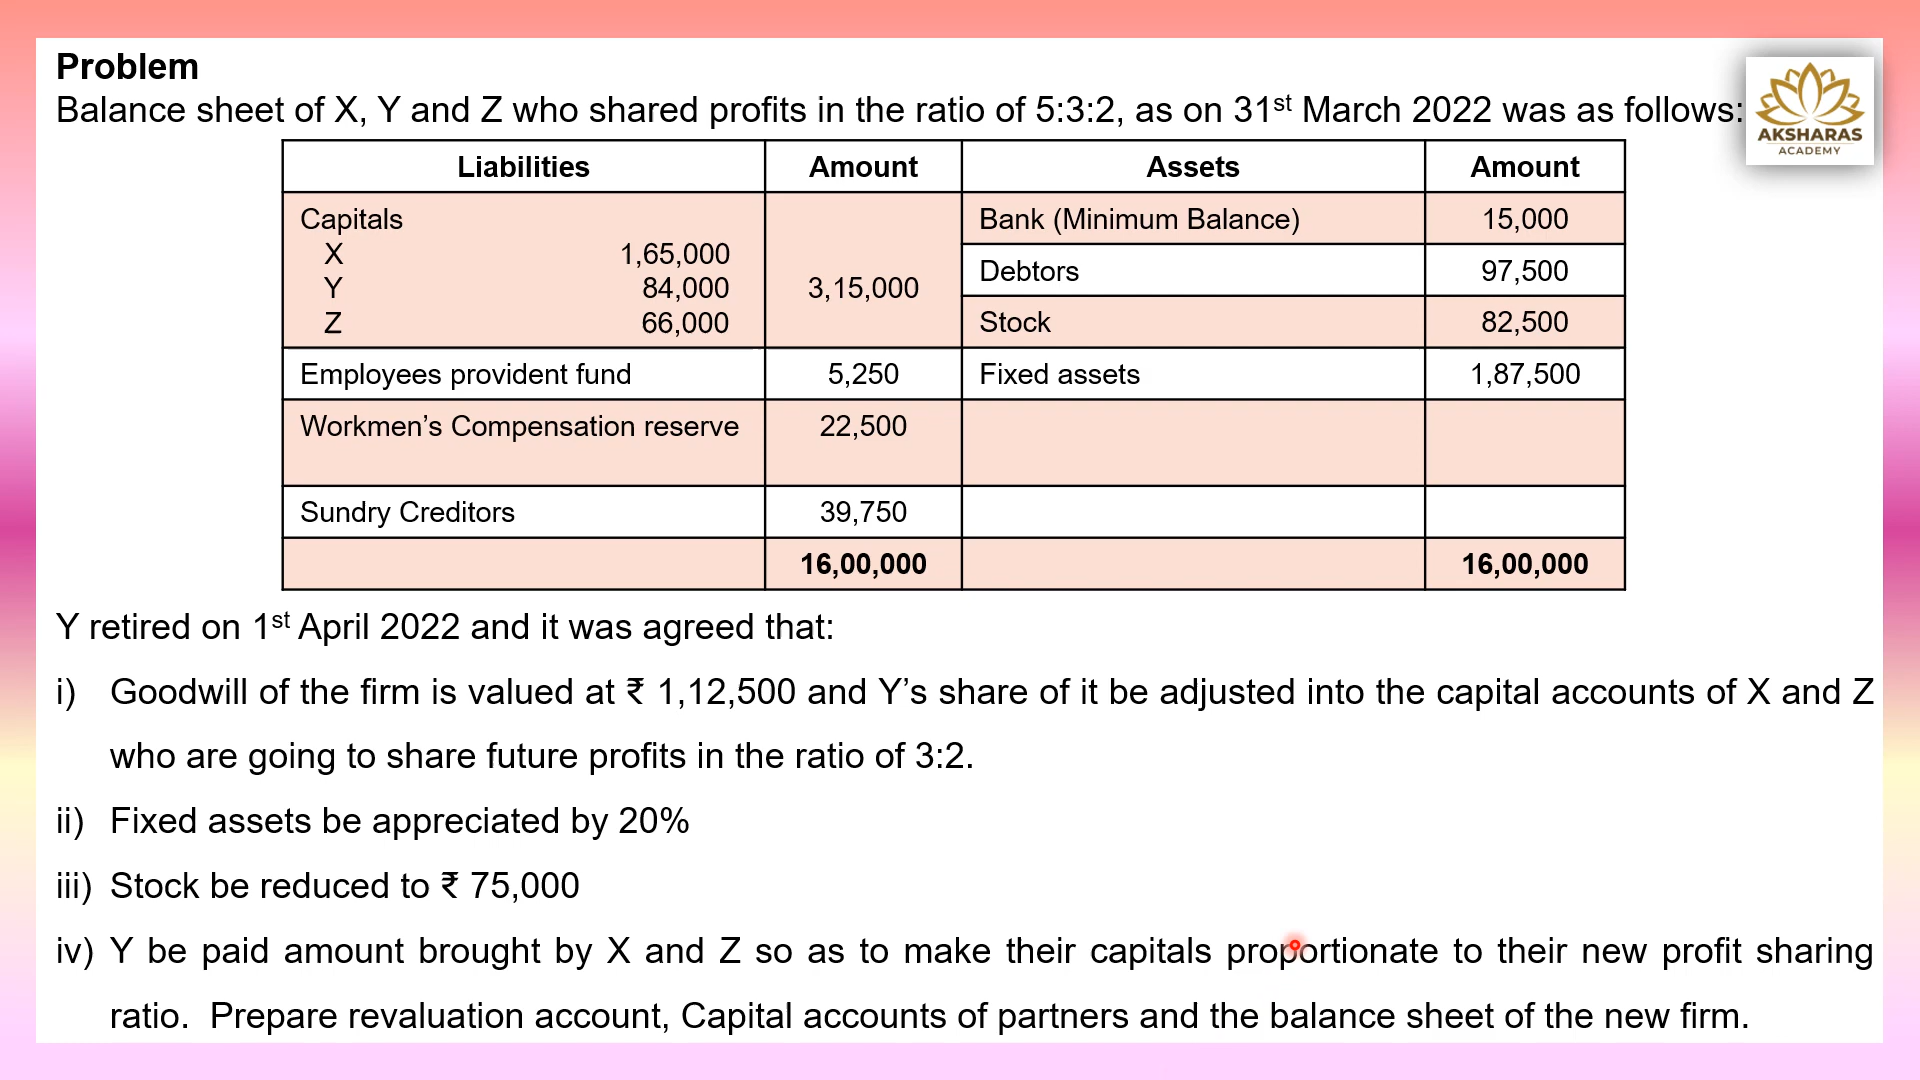 Problem
Balance sheet of X, Y and Z who shared profits in the ratio of 5:3:2, as on 31st March 2022 was as follows:
AKSHARAS
ACADEMY
Liabilities Amount Assets Amount
Capitals Bank (Minimum Balance) 15,000
X 1,65,000
Y 84,000 3,15,000 Debtors 97,500
Z 66,000 Stock 82,500
Employees provident fund 5,250 Fixed assets 1,87,500
Workmen’s Compensation reserve 22,500
Sundry Creditors 39,750
16,00,000 16,00,000
Y retired on 1st April 2022 and it was agreed that:
i) Goodwill of the firm is valued at ₹ 1,12,500 and Y’s share of it be adjusted into the capital accounts of X and Z
who are going to share future profits in the ratio of 3:2.
ii) Fixed assets be appreciated by 20%
iii) Stock be reduced to ₹ 75,000
iv) Y be paid amount brought by X and Z so as to make their capitals proportionate to their new profit sharing
ratio. Prepare revaluation account, Capital accounts of partners and the balance sheet of the new firm.